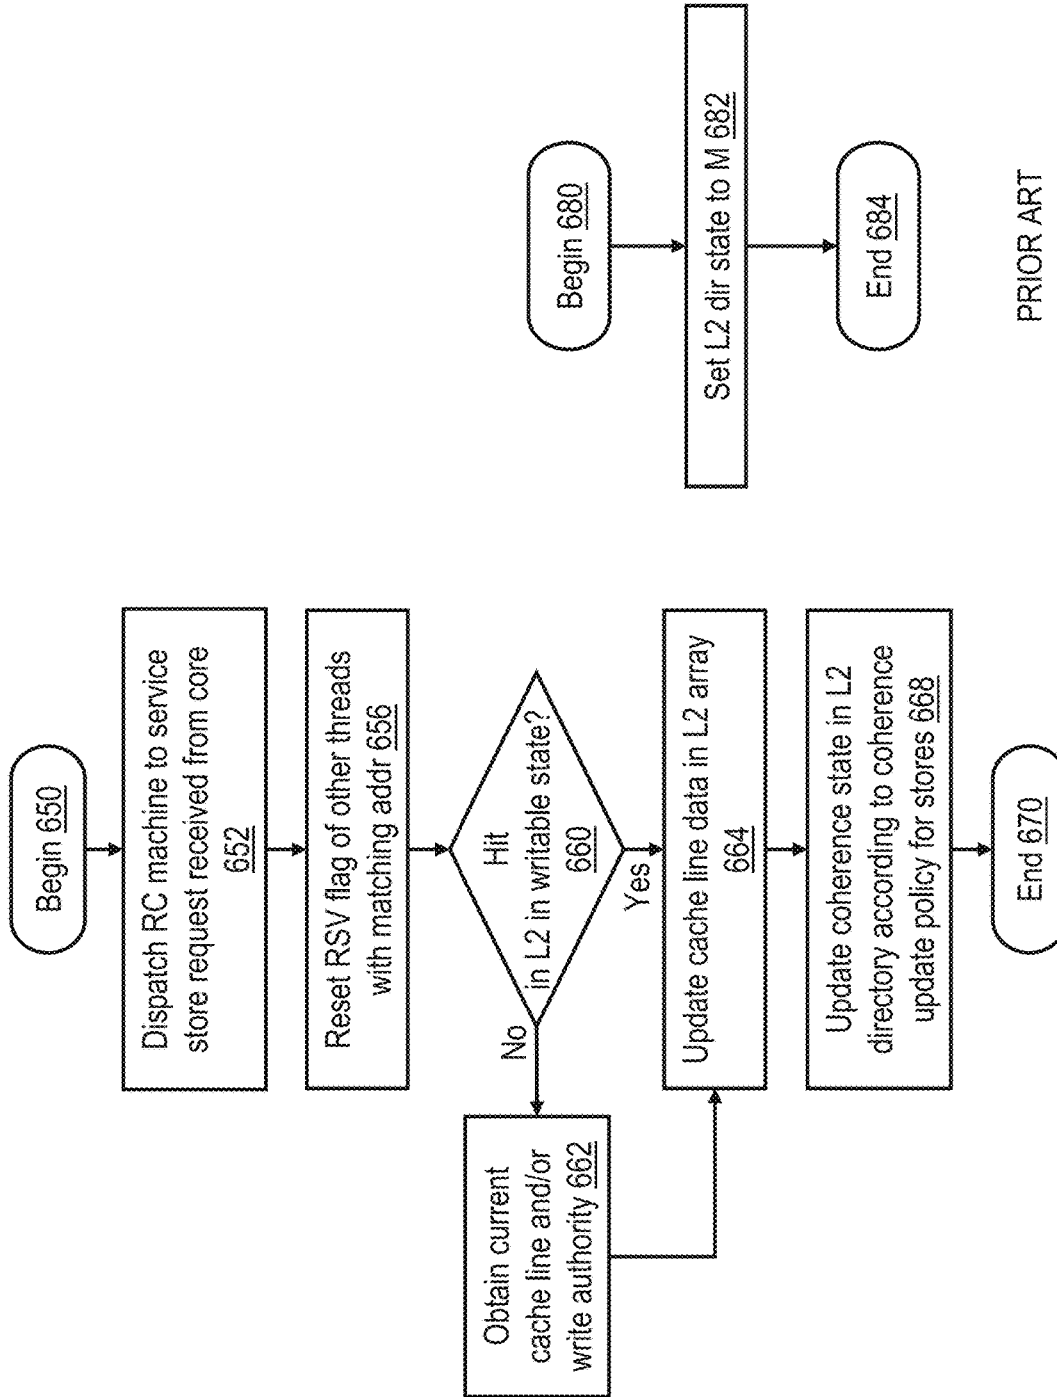 Begin 650
Dispatch RC machine to service
store request received from core
652
Reset RSV flag of other threads
with matching addr 656
Hit
in L2 in writable state?
660
No
Yes
Obtain current
cache line and/or
write authority 662
Update cache line data in L2 array
664
Update coherence state in L2
directory according to coherence
update policy for stores 668
End 670
Begin 680
Set L2 dir state to M 682
End 684
PRIOR ART